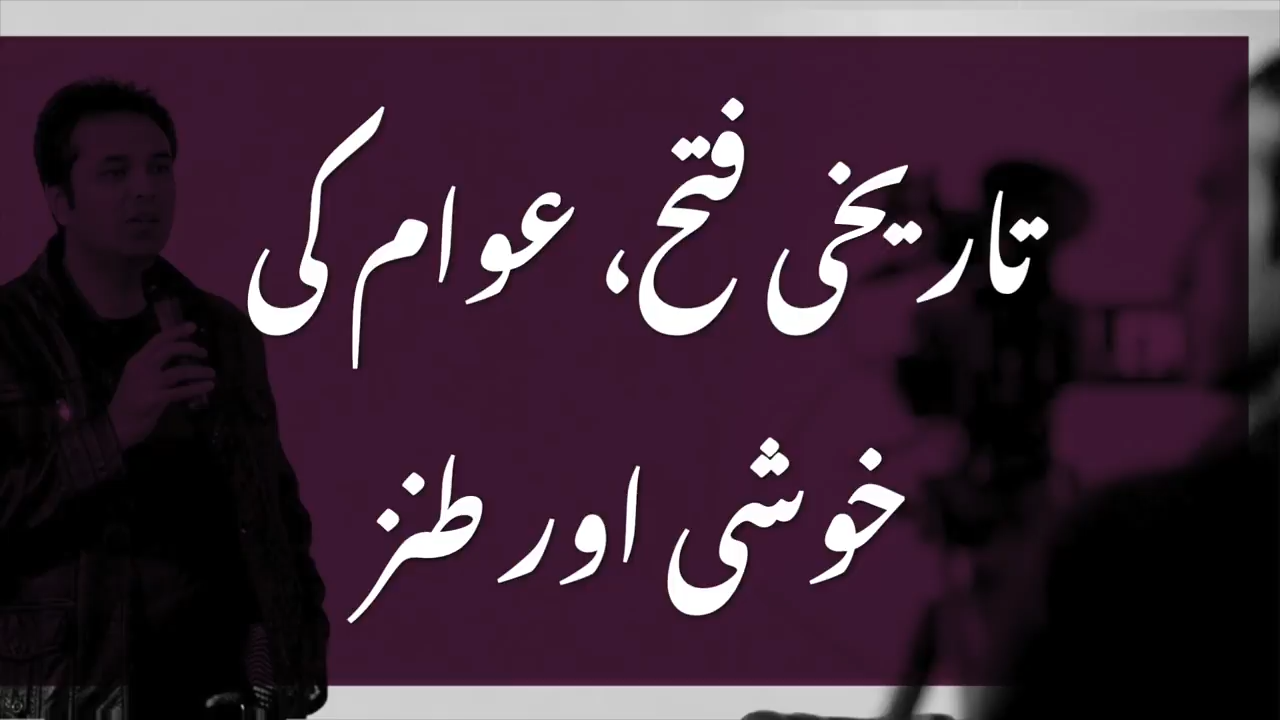 تاریخی فتح، عوام کی
خوشی اور طنز